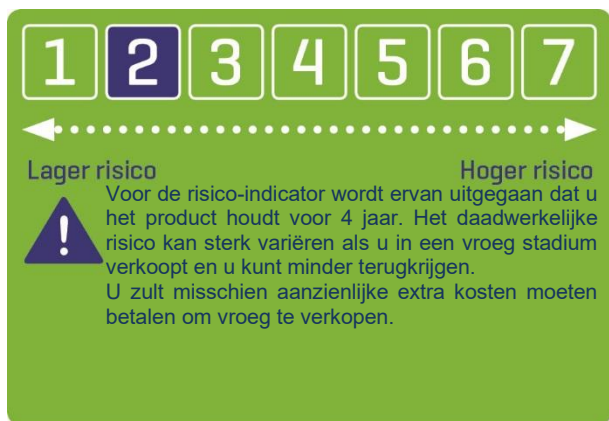 1 2 3 4 5 6 7
Lager risico Hoger risico
Voor de risico-indicator wordt ervan uitgegaan dat u
het product houdt voor 4 jaar. Het daadwerkelijke
risico kan sterk variëren als u in een vroeg stadium
verkoopt en u kunt minder terugkrijgen.
U zult misschien aanzienlijke extra kosten moeten
betalen om vroeg te verkopen.